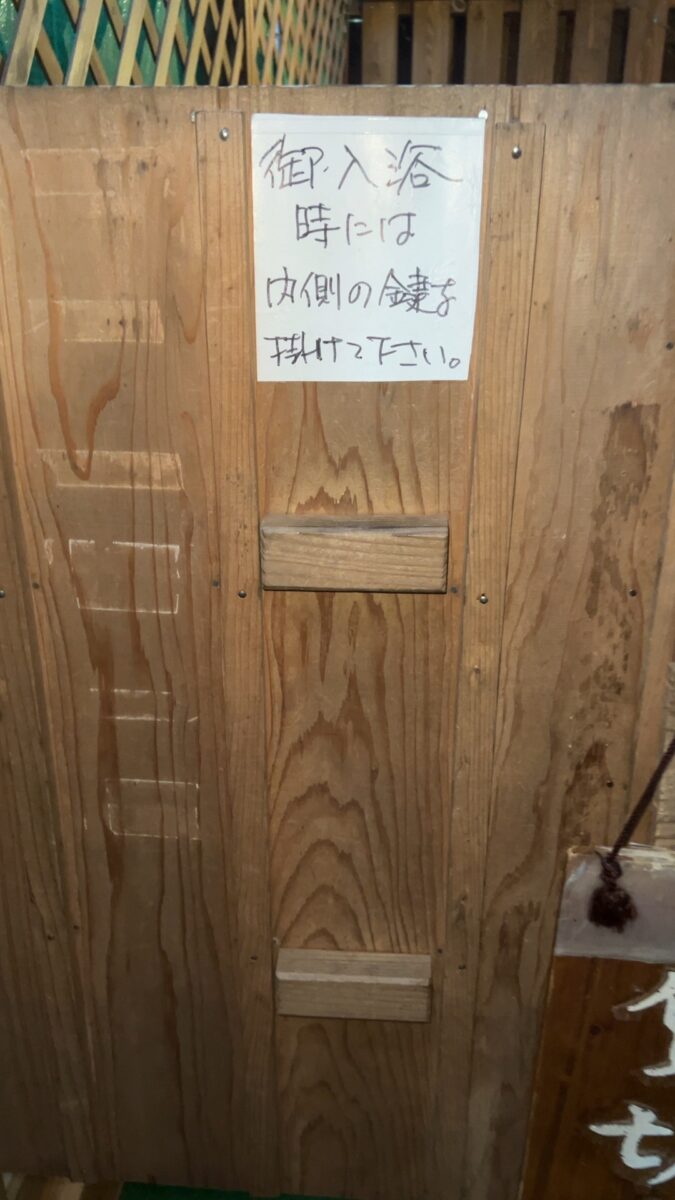 御入浴
時には
内側の鍵を
掛けて下さい。